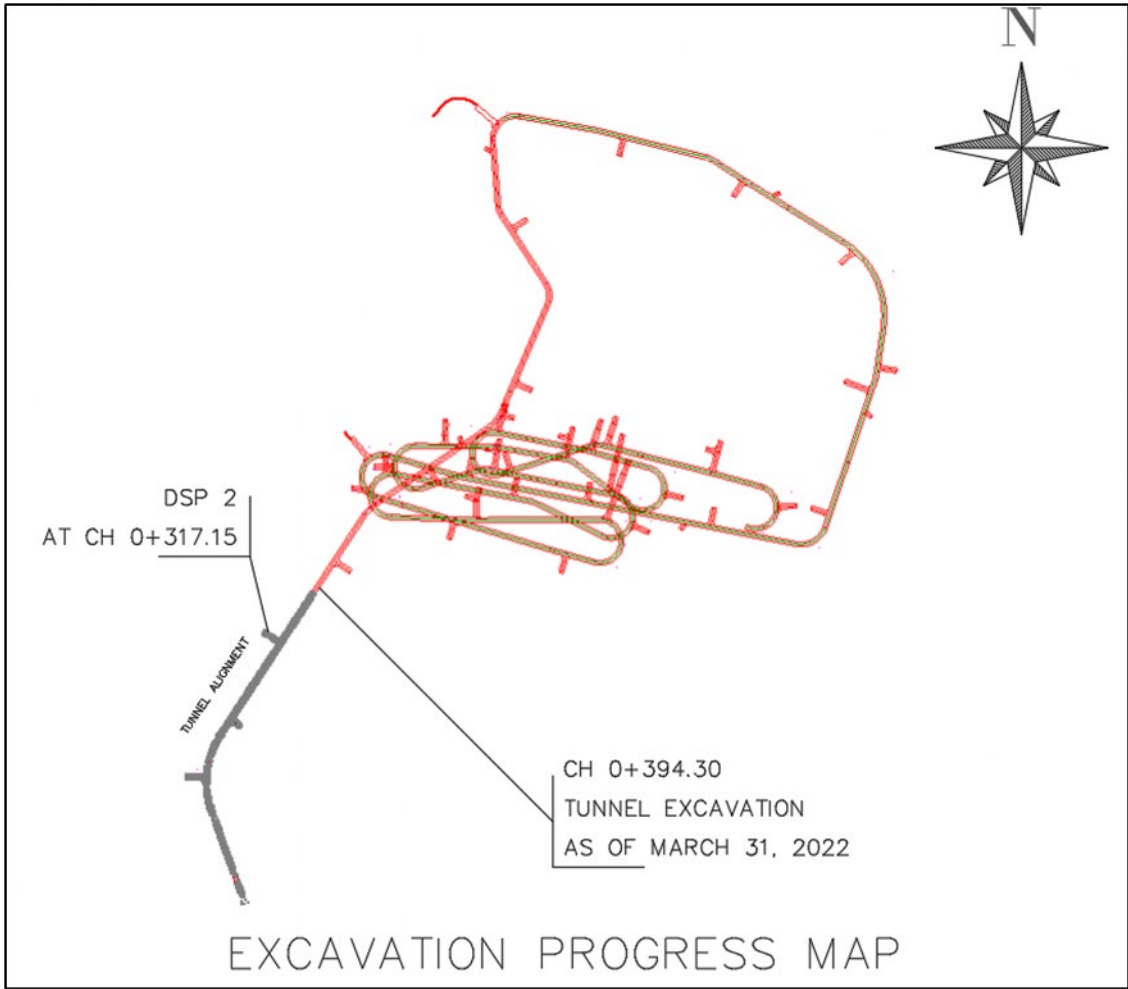 N
DSP 2
AT CH 0+317.15
TUNNEL ALIGNMENT
CH 0+394.30
TUNNEL EXCAVATION
AS OF MARCH 31, 2022
EXCAVATION PROGRESS MAP